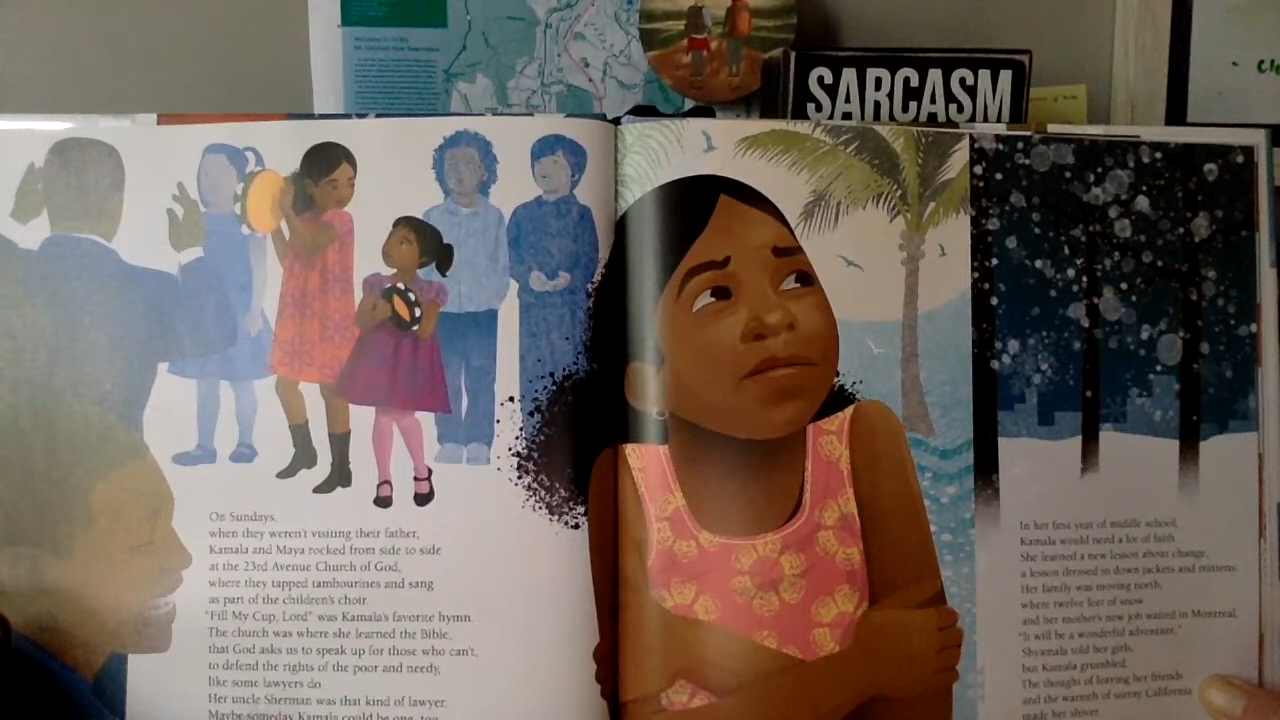 SARCASM
On Sundays,
when they weren't visiting their father,
Kamala and Maya rocked from side to side
at the 23rd Avenue Church of God,
where they tapped tambourines and sang
as part of the children's choir.
"Fill My Cup, Lord" was Kamala's favorite hymn.
The church was where she learned the Bible,
that God asks us to speak up for those who can't,
to defend the rights of the poor and needy,
like some lawyers do.
Her uncle Sherman was that kind of lawyer.
Maybe someday Kamala could be one, too.
In her first year of middle school,
Kamala would need a lot of faith.
She learned a new lesson about change,
a lesson dressed in down jackets and mittens.
Her family was moving north,
where twelve feet of snow
and her mother's new job waited in Montreal.
"It will be a wonderful adventure,"
Shyamala told her girls,
but Kamala grumbled.
The thought of leaving her friends
and the warmth of sunny California
made her shiver.